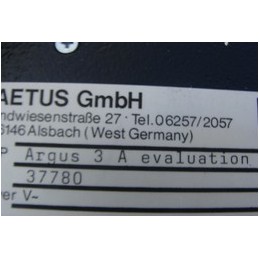 AETUS GmbH
ndwiesenstraße 27 · Tel. 06257/2057
6146 Alsbach ( West Germany)
P Argus 3 A evaluation
37780
er V~